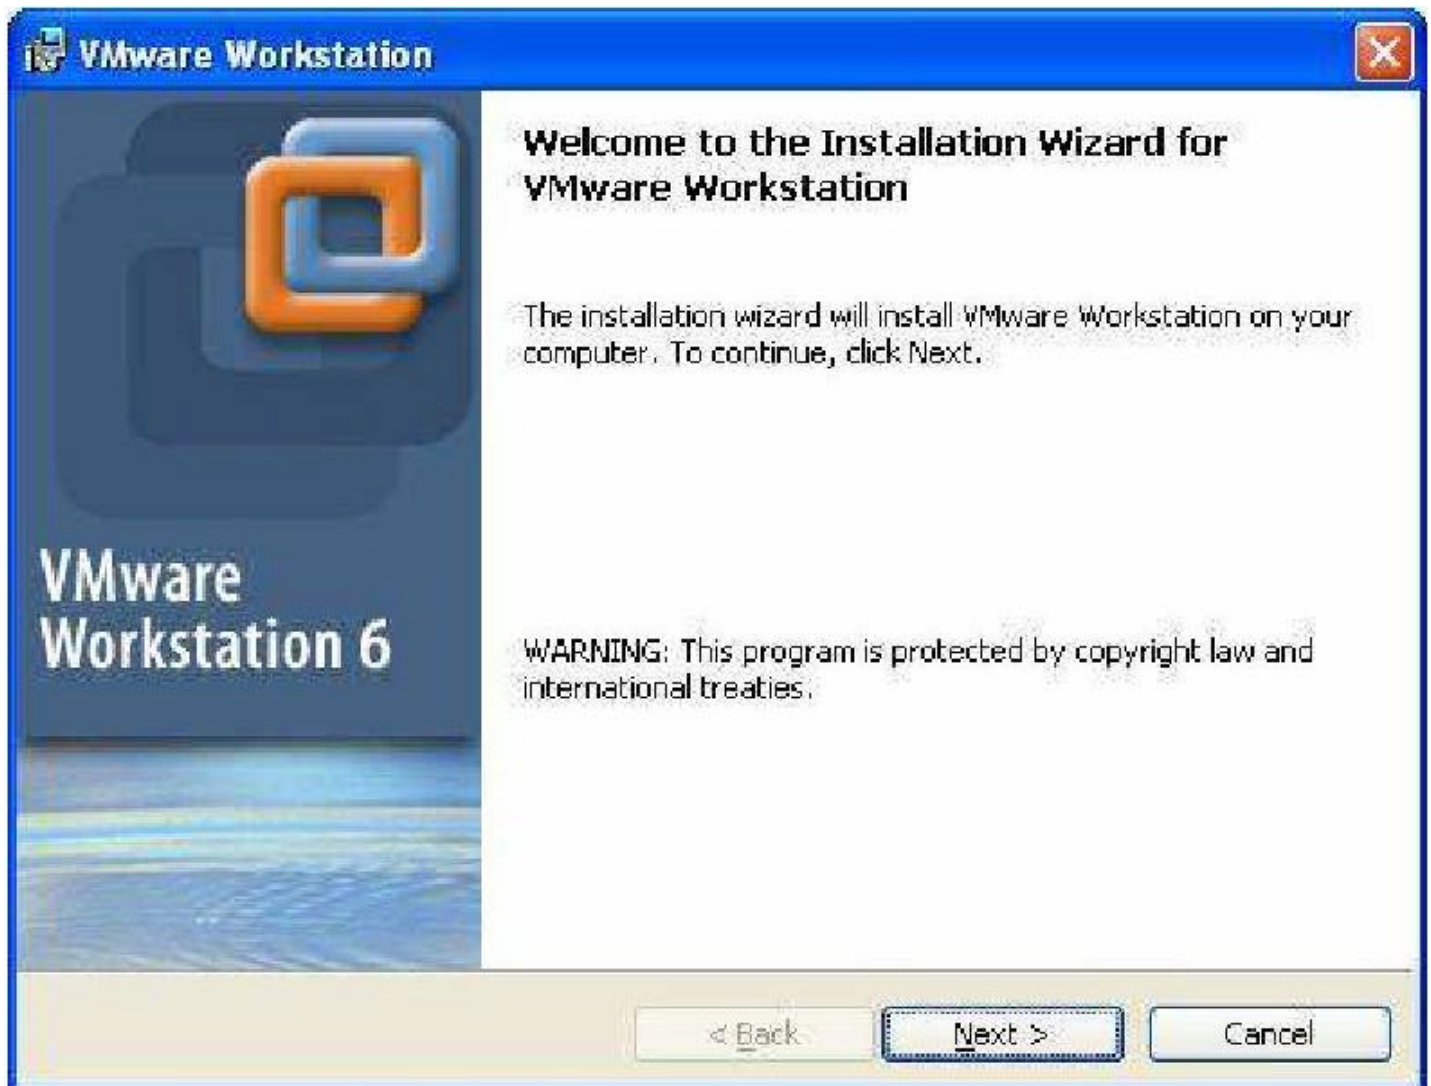 VMware Workstation
Welcome to the Installation Wizard for
VMware Workstation
The installation wizard will install VMware Workstation on your
computer. To continue, click Next.
VMware
Workstation 6
WARNING: This program is protected by copyright law and
international treaties.
< Back
Next >
Cancel